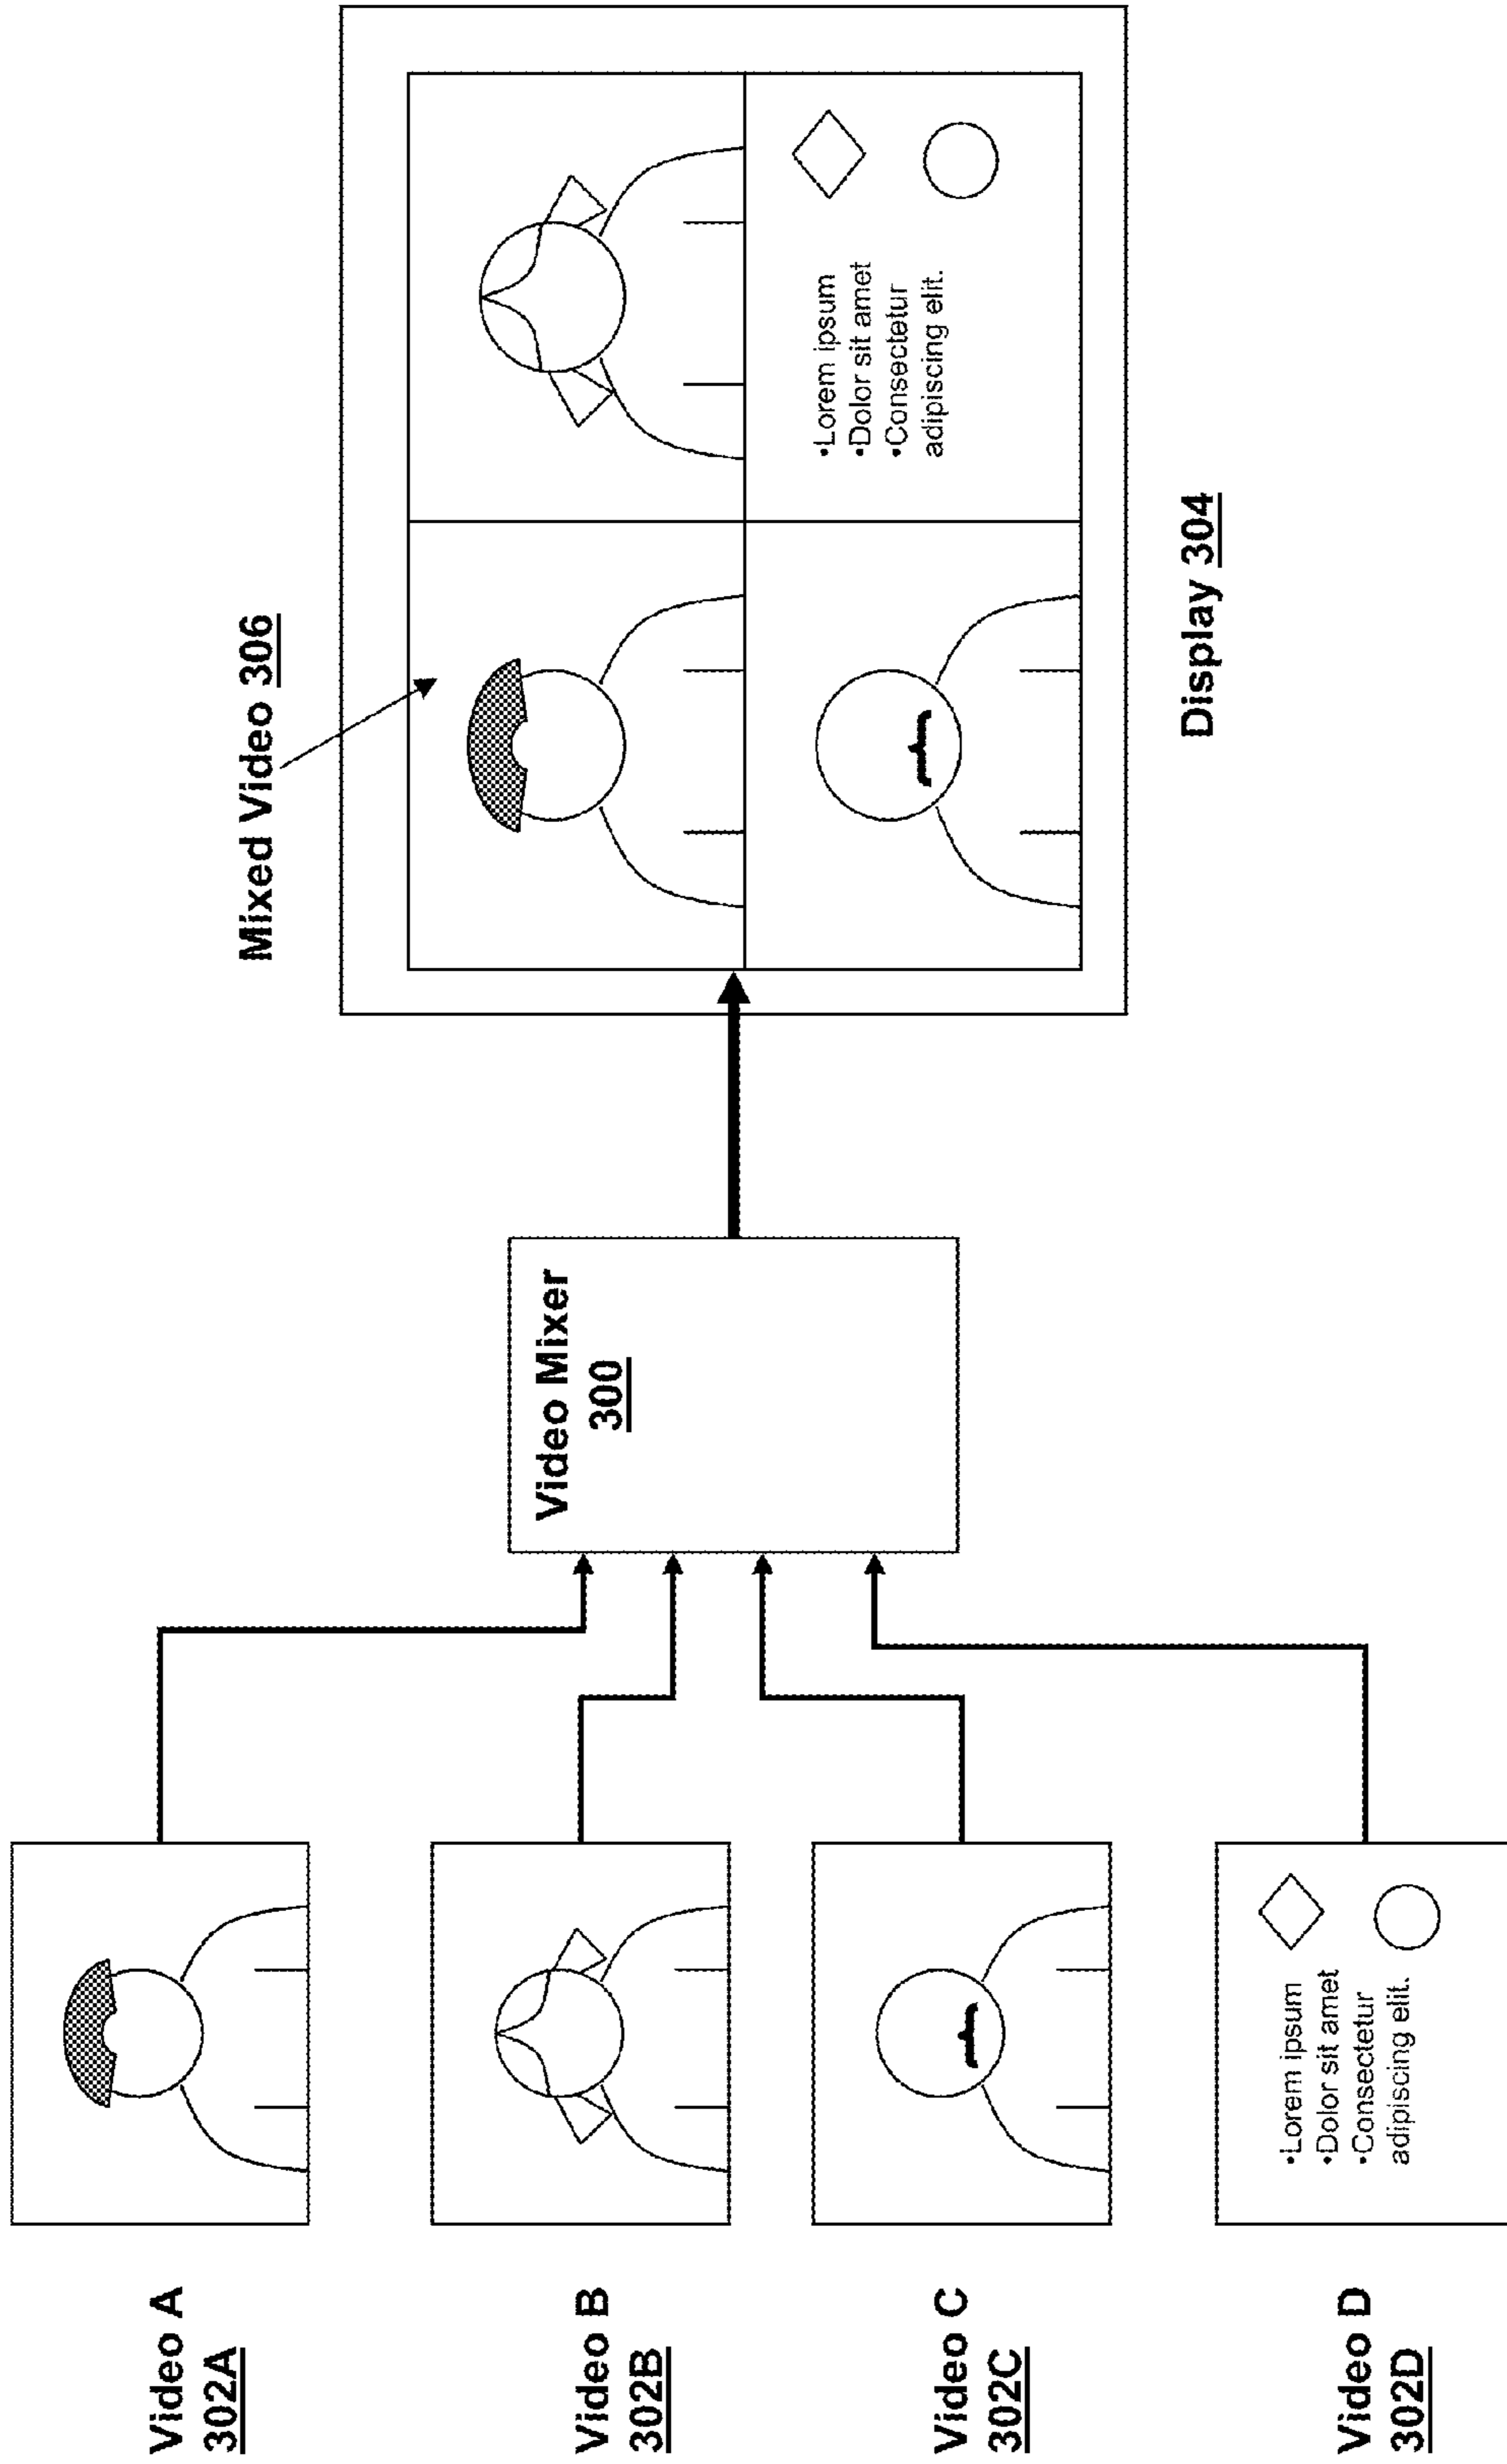 Video A
302A
Video B
302B
Video C
302C
•Lorem ipsum
•Dolor sit amet
•Consectetur
adipiscing elit.
Video D
302D
Video Mixer
300
Mixed Video 306
•Lorem ipsum
•Dolor sit amet
•Consectetur
adipiscing elit.
Display 304